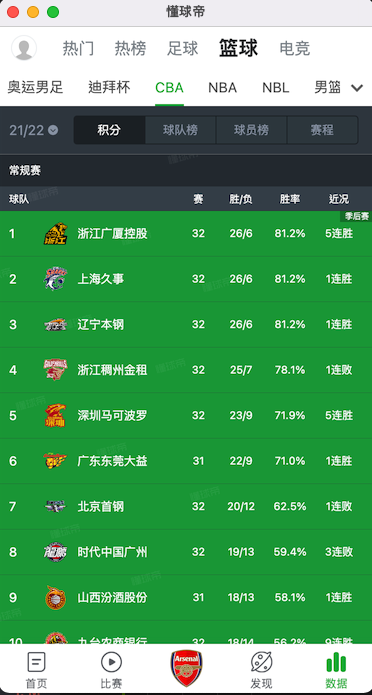 懂球帝
热门 热榜 足球 篮球 电竞
奥运男足 迪拜杯 CBA NBA NBL 男篮
21/22 积分 球队榜 球员榜 赛程
常规赛
球队 赛 胜/负 胜率 近况
季后赛
1 浙江广厦控股 32 26/6 81.2% 5连胜
2 上海久事 32 26/6 81.2% 1连胜
3 辽宁本钢 32 26/6 81.2% 1连胜
4 浙江稠州金租 32 25/7 78.1% 1连败
5 深圳马可波罗 32 23/9 71.9% 5连胜
6 广东东莞大益 31 22/9 71.0% 1连胜
7 北京首钢 32 20/12 62.5% 1连败
8 时代中国广州 32 19/13 59.4% 3连败
9 山西汾酒股份 31 18/13 58.1% 1连胜
10 九台农商银行 32 18/14 56.2% 9连胜
Arsenal
首页 比赛 发现 数据